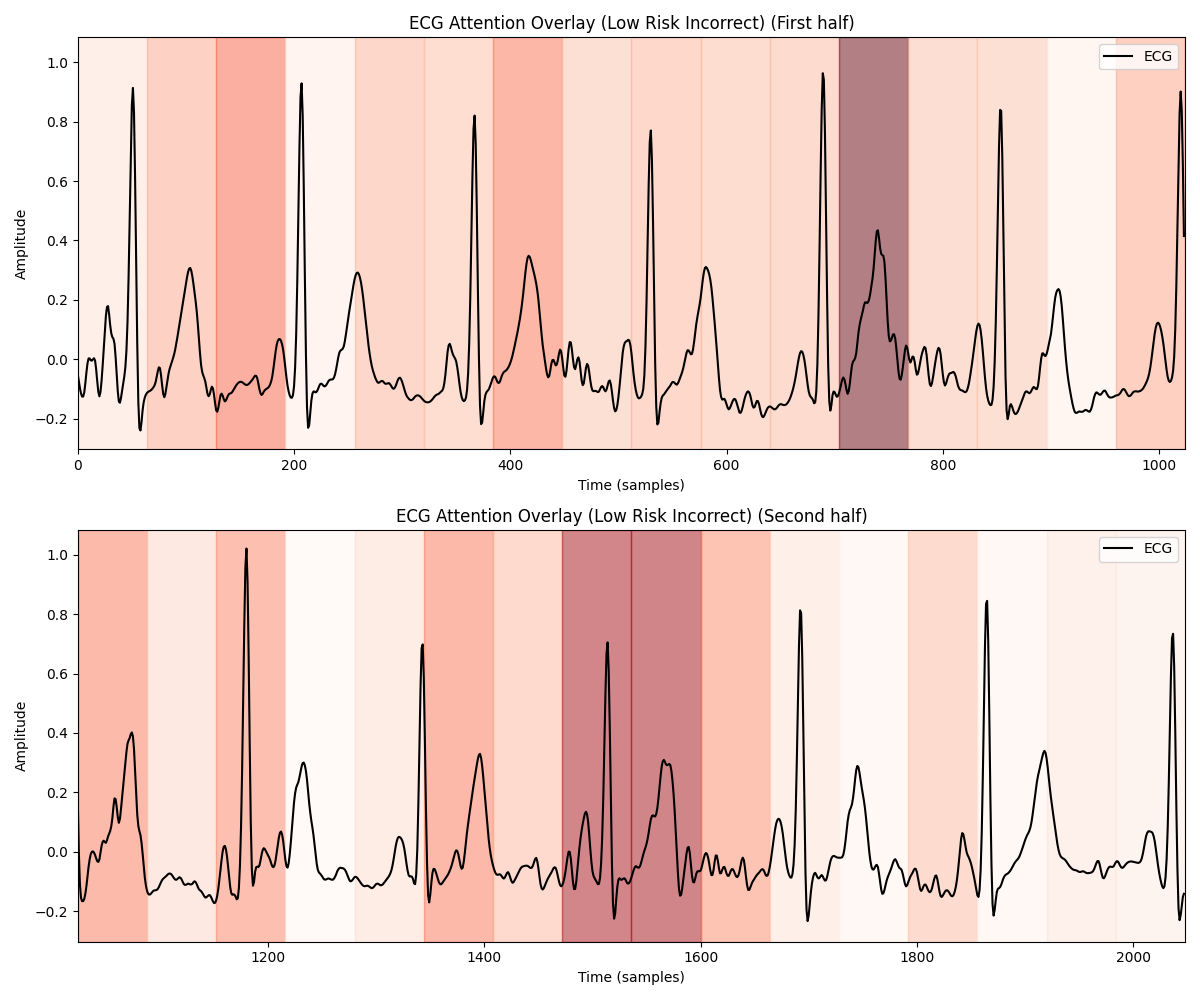 ECG Attention Overlay (Low Risk Incorrect) (First half)
1.0
0.8
0.6
0.4
0.2
0.0
−0.2
Amplitude
ECG
0 200 400 600 800 1000
Time (samples)
ECG Attention Overlay (Low Risk Incorrect) (Second half)
1.0
0.8
0.6
0.4
0.2
0.0
−0.2
Amplitude
ECG
1200 1400 1600 1800 2000
Time (samples)